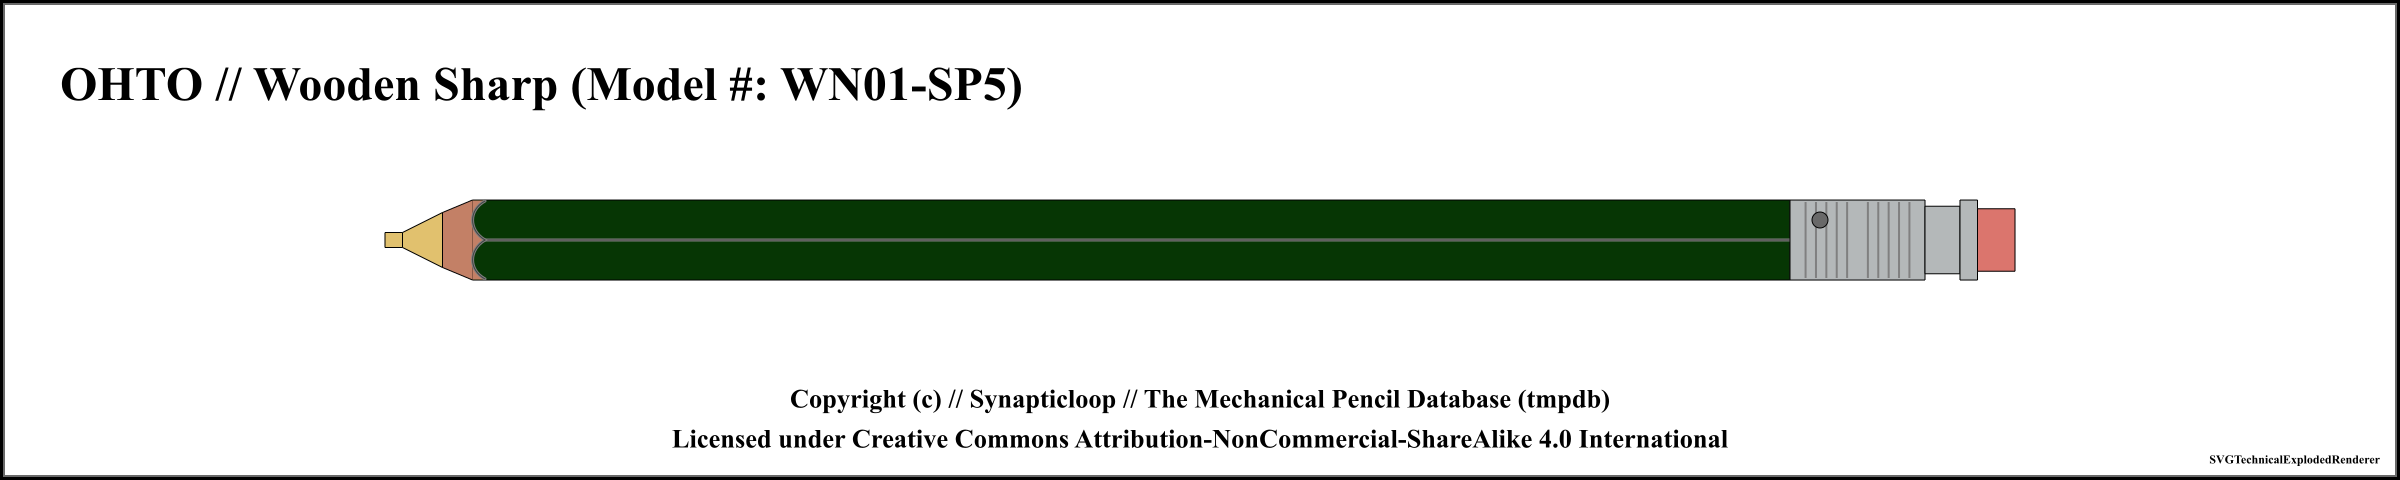 OHTO // Wooden Sharp (Model #: WN01-SP5)
Copyright (c) // Synapticloop // The Mechanical Pencil Database (tmpdb)
Licensed under Creative Commons Attribution-NonCommercial-ShareAlike 4.0 International
SVGTechnicalExplodedRenderer